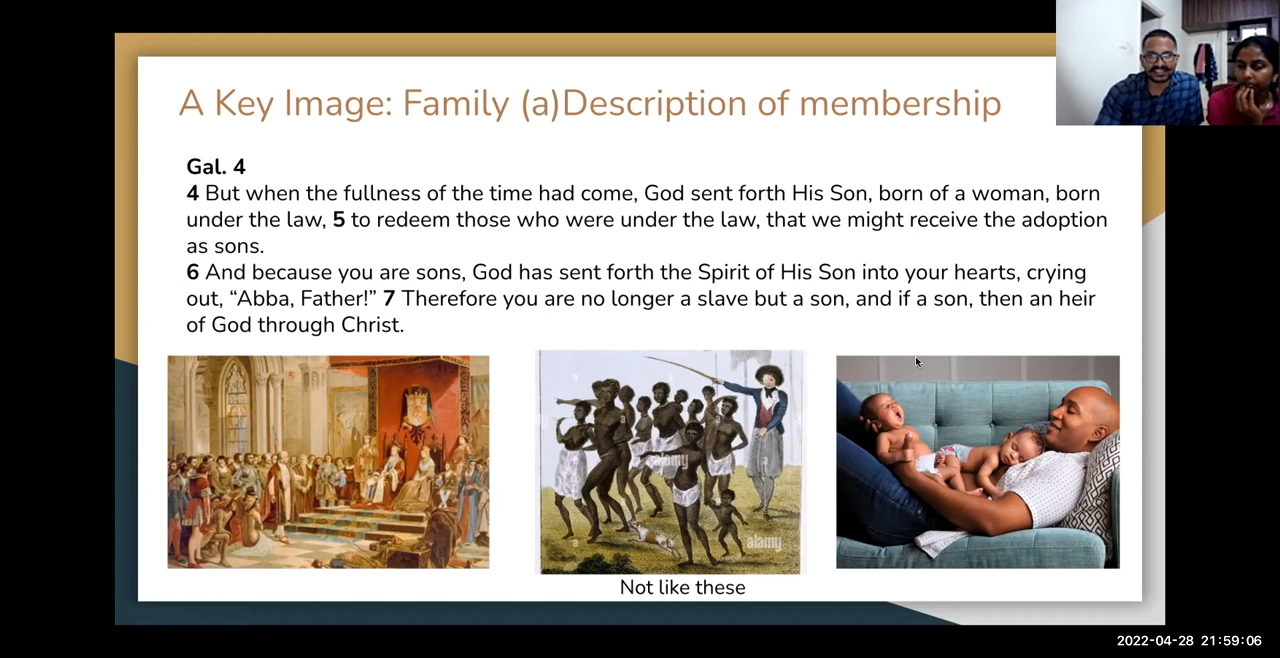 A Key Image: Family (a)Description of membership
Gal. 4
4 But when the fullness of the time had come, God sent forth His Son, born of a woman, born
under the law, 5 to redeem those who were under the law, that we might receive the adoption
as sons.
6 And because you are sons, God has sent forth the Spirit of His Son into your hearts, crying
out, “Abba, Father!” 7 Therefore you are no longer a slave but a son, and if a son, then an heir
of God through Christ.
alamy
a
a
alamy
Not like these
2022-04-28 21:59:06